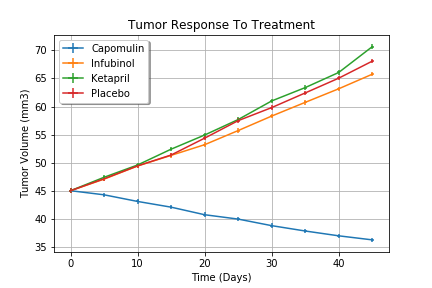 Tumor Response To Treatment
Tumor Volume (mm3)
70
65
60
55
50
45
40
35
Capomulin
Infubinol
Ketapril
Placebo
0
10
20
30
40
Time (Days)